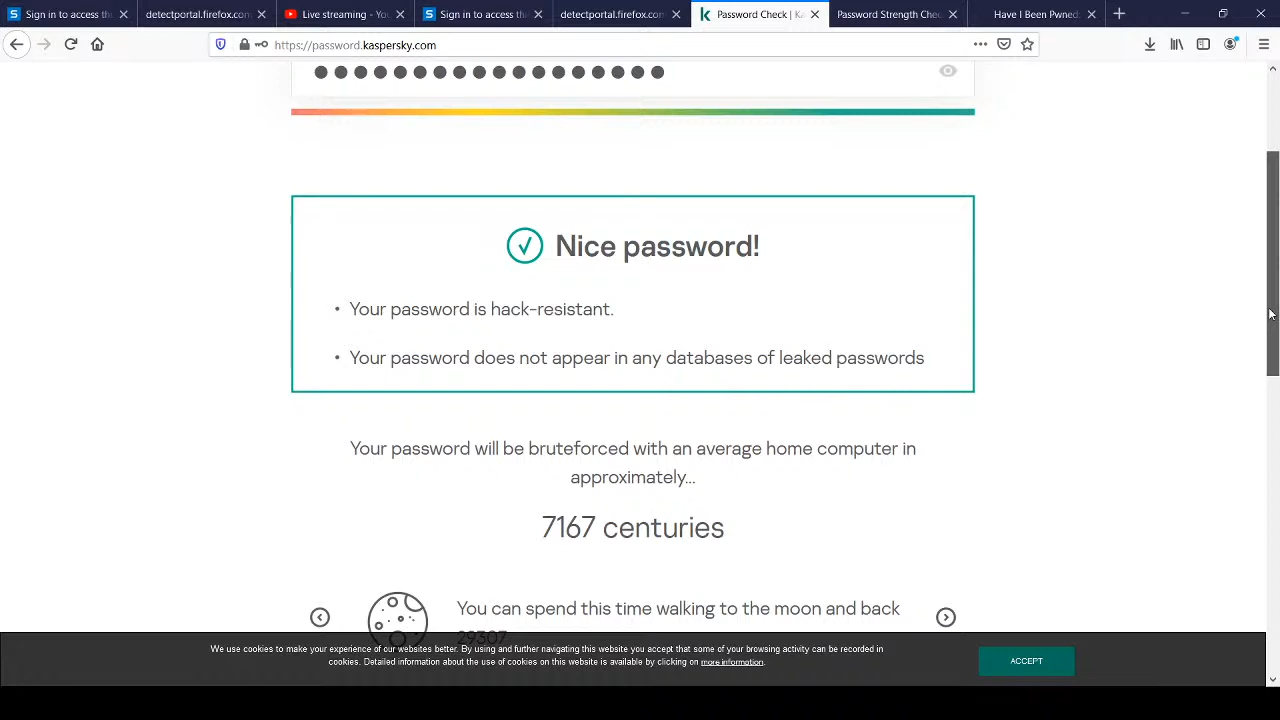 Sign in to access the
detectportal.firefox.com/
Live streaming - You
Sign in to access the
detectportal.firefox.com/
Password Check | Ka
Password Strength Che
Have I Been Pwned:
https://password.kaspersky.com
Nice password!
• Your password is hack-resistant.
• Your password does not appear in any databases of leaked passwords
Your password will be bruteforced with an average home computer in
approximately...
7167 centuries
You can spend this time walking to the moon and back
29307
We use cookies to make your experience of our websites better. By using and further navigating this website you accept that some of your browsing activity can be recorded in
cookies. Detailed information about the use of cookies on this website is available by clicking on more information.
ACCEPT